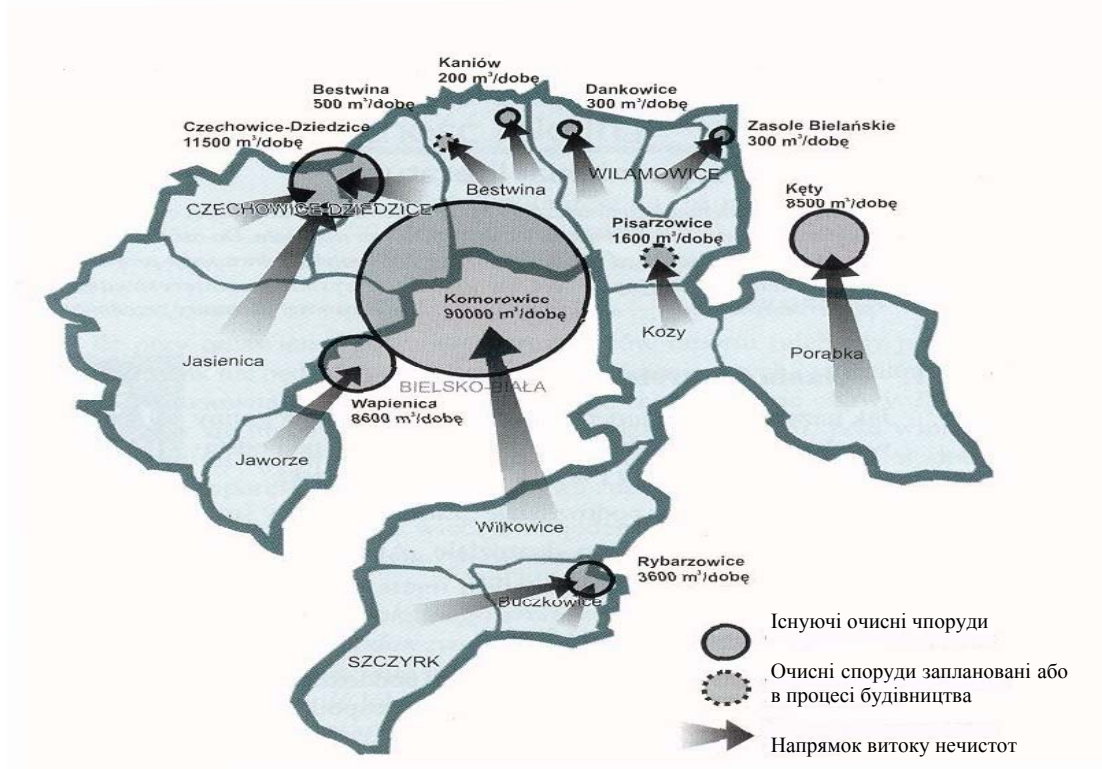 Kaniów
200 m³/dobę
Bestwina
500 m³/dobę
Dankowice
300 m³/dobę
Czechowice-Dziedzice
11500 m³/dobę
Zasole Bielańskie
300 m³/dobę
WILAMOWICE
Bestwina
Kęty
8500 m³/dobę
CZECHOWICE-DZIEDZICE
Pisarzowice
1600 m³/dobę
Komorowice
90000 m³/dobę
Kozy
Porąbka
Jasienica
BIELSKO-BIAŁA
Wapienica
8600 m³/dobę
Jaworze
Wilkowice
Rybarzowice
3600 m³/dobę
Buczkowice
SZCZYRK
Існуючі очисні чпоруди
Очисні споруди заплановані або
в процесі будівництва
Напрямок витоку нечистот